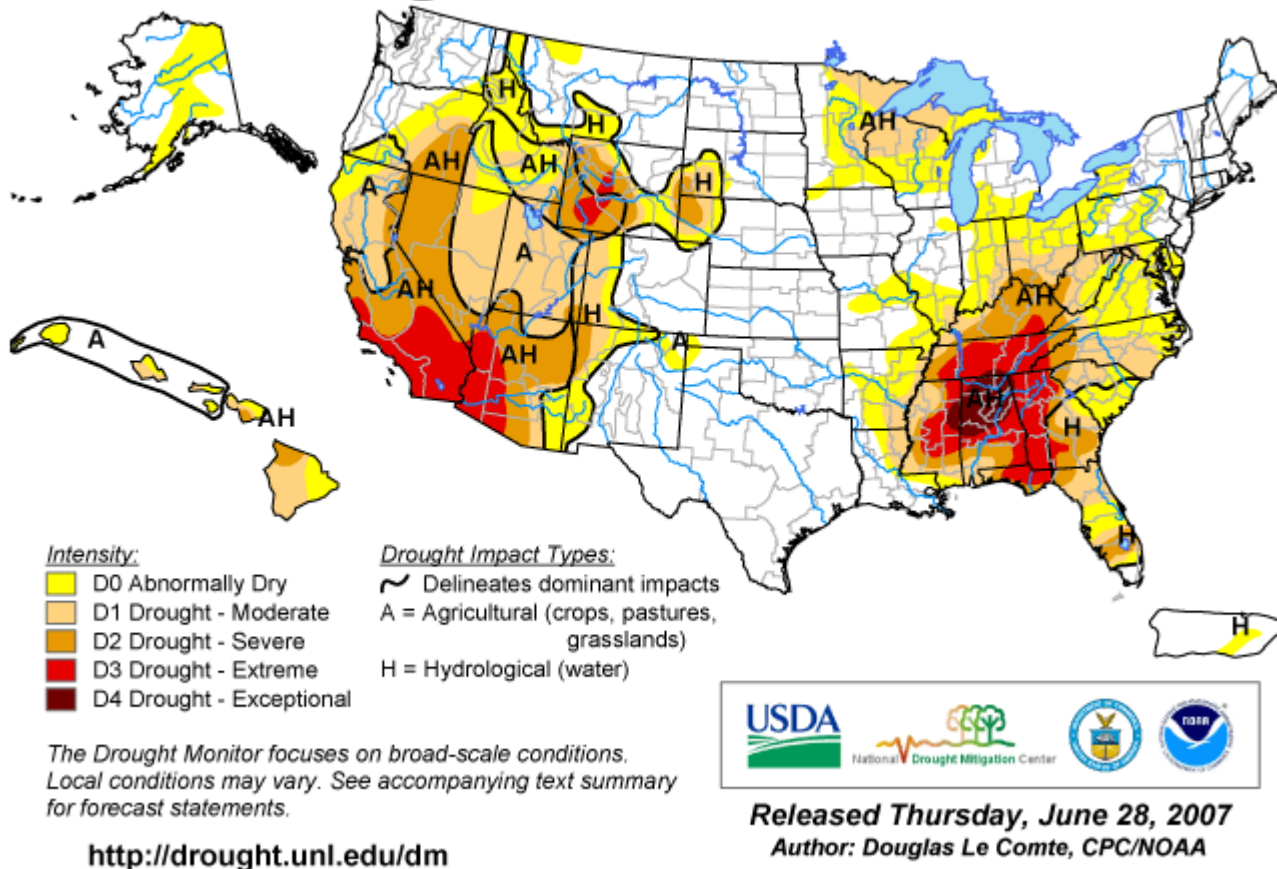 H
H
AH
AH
H
A
AH
A
AH
H
AH
A
AH
AH
H
H
A
AH
H
Intensity:
D0 Abnormally Dry
D1 Drought - Moderate
D2 Drought - Severe
D3 Drought - Extreme
D4 Drought - Exceptional
Drought Impact Types:
Delineates dominant impacts
A = Agricultural (crops, pastures,
grasslands)
H = Hydrological (water)
The Drought Monitor focuses on broad-scale conditions.
Local conditions may vary. See accompanying text summary
for forecast statements.
http://drought.unl.edu/dm
USDA
National Drought Mitigation Center
NOAA
Released Thursday, June 28, 2007
Author: Douglas Le Comte, CPC/NOAA